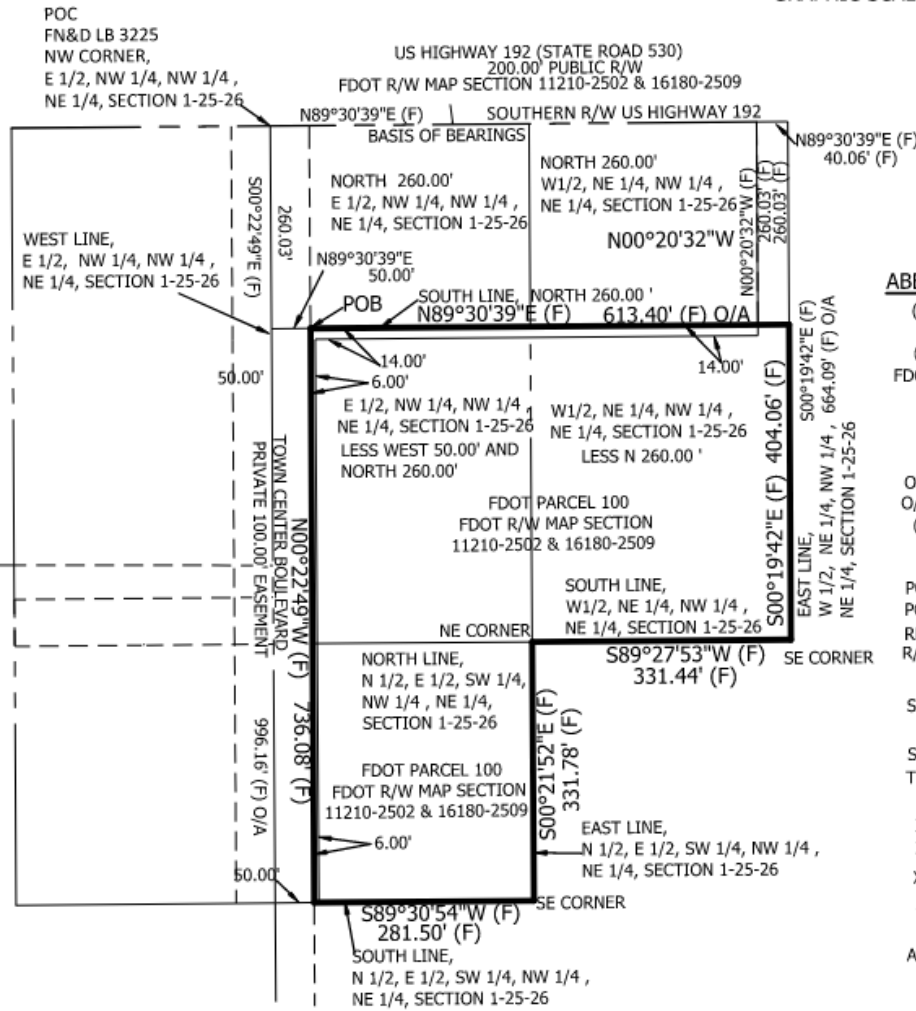 POC
FN&D LB 3225
NW CORNER,
E 1/2, NW 1/4, NW 1/4 ,
NE 1/4, SECTION 1-25-26
US HIGHWAY 192 (STATE ROAD 530)
200.00' PUBLIC R/W
FDOT R/W MAP SECTION 11210-2502 & 16180-2509
N89°30'39"E (F)
SOUTHERN R/W US HIGHWAY 192
BASIS OF BEARINGS
N89°30'39"E (F)
40.06' (F)
NORTH 260.00'
E 1/2, NW 1/4, NW 1/4 ,
NE 1/4, SECTION 1-25-26
NORTH 260.00'
W1/2, NE 1/4, NW 1/4 ,
NE 1/4, SECTION 1-25-26
N00°20'32"W
N00°20'32"W (F)
260.03' (F)
260.03' (F)
S00°22'49"E (F)
260.03'
WEST LINE,
E 1/2, NW 1/4, NW 1/4 ,
NE 1/4, SECTION 1-25-26
N89°30'39"E
50.00'
POB
SOUTH LINE, NORTH 260.00 '
N89°30'39"E (F)
613.40' (F) O/A
14.00'
14.00'
6.00'
50.00'
E 1/2, NW 1/4, NW 1/4 ,
NE 1/4, SECTION 1-25-26
LESS WEST 50.00' AND
NORTH 260.00'
W1/2, NE 1/4, NW 1/4 ,
NE 1/4, SECTION 1-25-26
LESS N 260.00 '
FDOT PARCEL 100
FDOT R/W MAP SECTION
11210-2502 & 16180-2509
S00°19'42"E (F) 404.06' (F)
S00°19'42"E (F)
664.09' (F) O/A
EAST LINE,
W 1/2, NE 1/4, NW 1/4 ,
NE 1/4, SECTION 1-25-26
TOWN CENTER BOULEVARD
PRIVATE 100.00' EASEMENT
N00°22'49"W (F)
736.08' (F)
996.16' (F) O/A
NE CORNER
SOUTH LINE,
W1/2, NE 1/4, NW 1/4 ,
NE 1/4, SECTION 1-25-26
S89°27'53"W (F)
331.44' (F)
SE CORNER
NORTH LINE,
N 1/2, E 1/2, SW 1/4,
NW 1/4 , NE 1/4,
SECTION 1-25-26
S00°21'52"E (F)
331.78' (F)
FDOT PARCEL 100
FDOT R/W MAP SECTION
11210-2502 & 16180-2509
6.00'
EAST LINE,
N 1/2, E 1/2, SW 1/4, NW 1/4 ,
NE 1/4, SECTION 1-25-26
50.00'
S89°30'54"W (F)
281.50' (F)
SE CORNER
SOUTH LINE,
N 1/2, E 1/2, SW 1/4, NW 1/4 ,
NE 1/4, SECTION 1-25-26